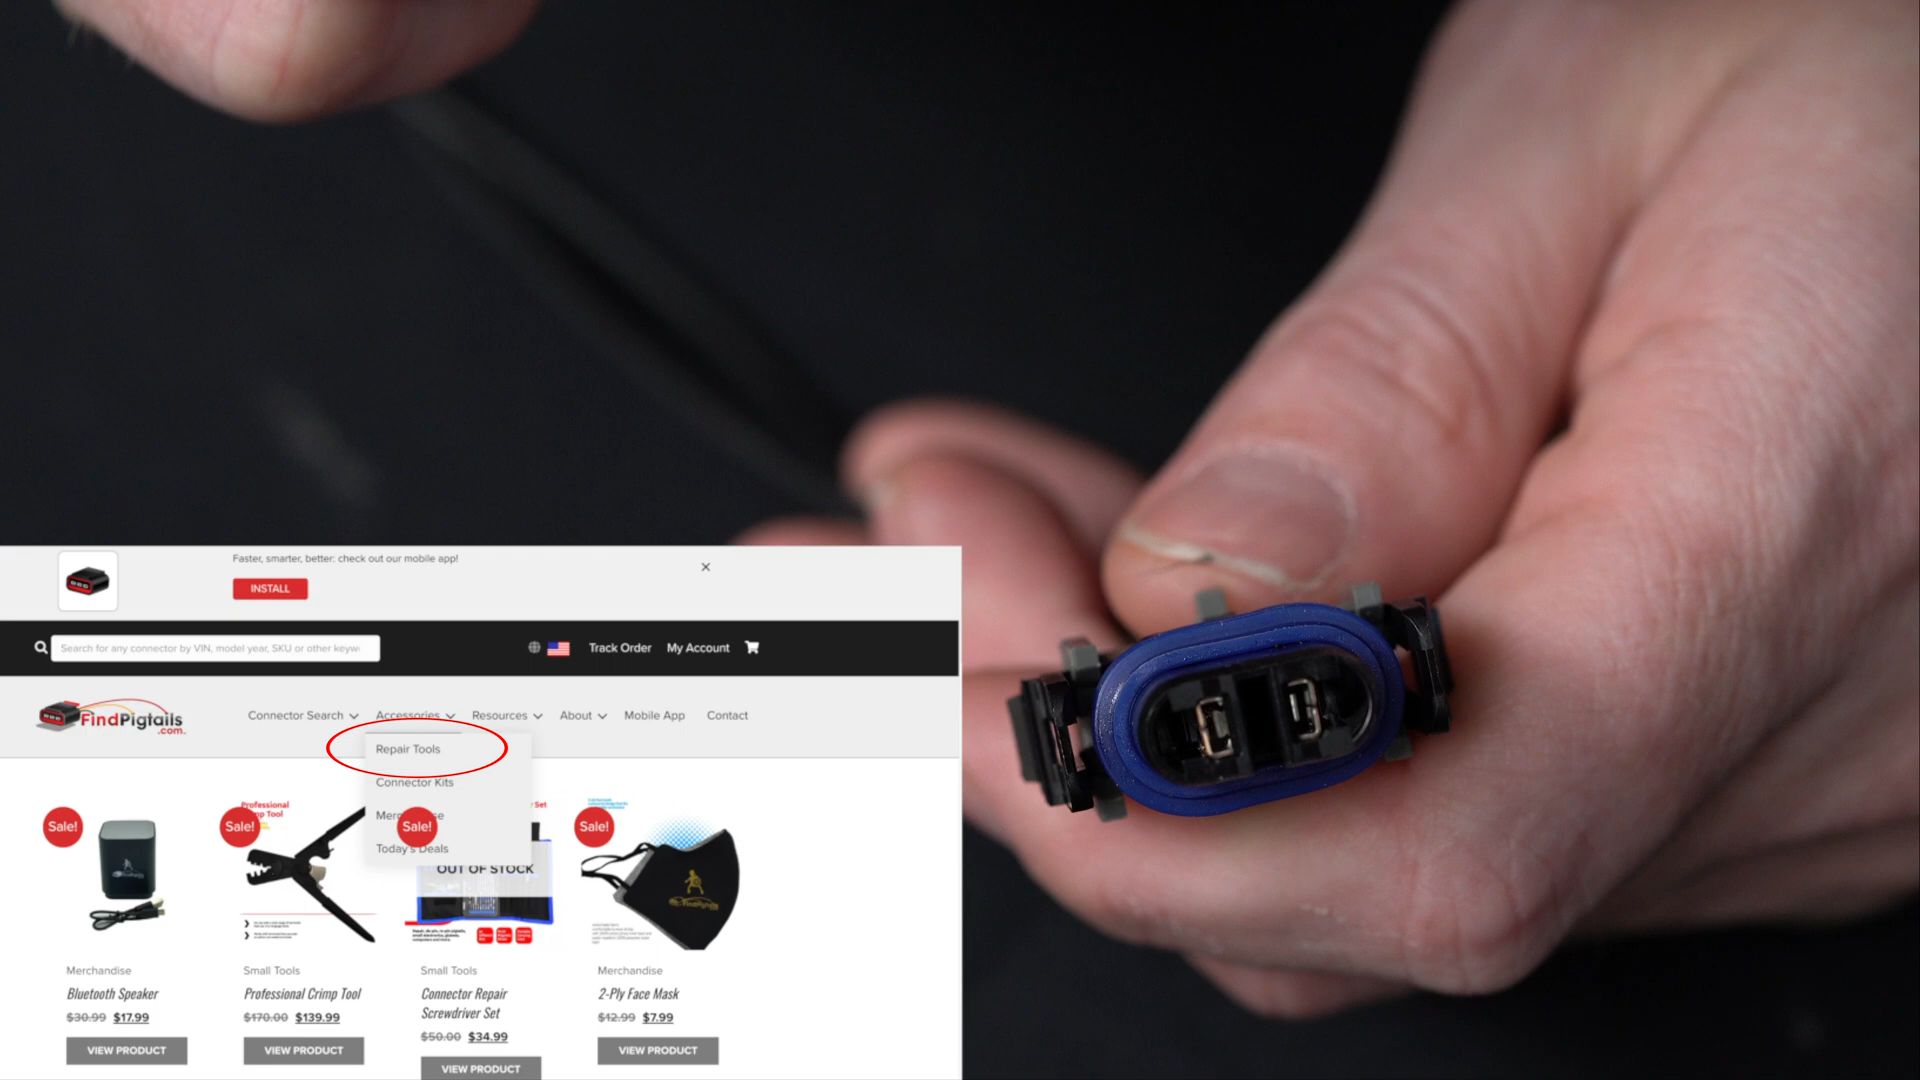 Faster, smarter, better: check out our mobile app!
INSTALL
Search for any connector by VIN, model year, SKU or other keyw
Track Order
My Account
FindPigtails
.com
Connector Search
Accessories
Resources
About
Mobile App
Contact
Repair Tools
Connector Kits
Today's Deals
Sale!
Sale!
Sale!
Sale!
Professional
OUT OF STOCK
Merchandise
Bluetooth Speaker
$30.99 $17.99
VIEW PRODUCT
Small Tools
Professional Crimp Tool
$170.00 $139.99
VIEW PRODUCT
Small Tools
Connector Repair
Screwdriver Set
$50.00 $34.99
VIEW PRODUCT
Merchandise
2-Ply Face Mask
$12.99 $7.99
VIEW PRODUCT